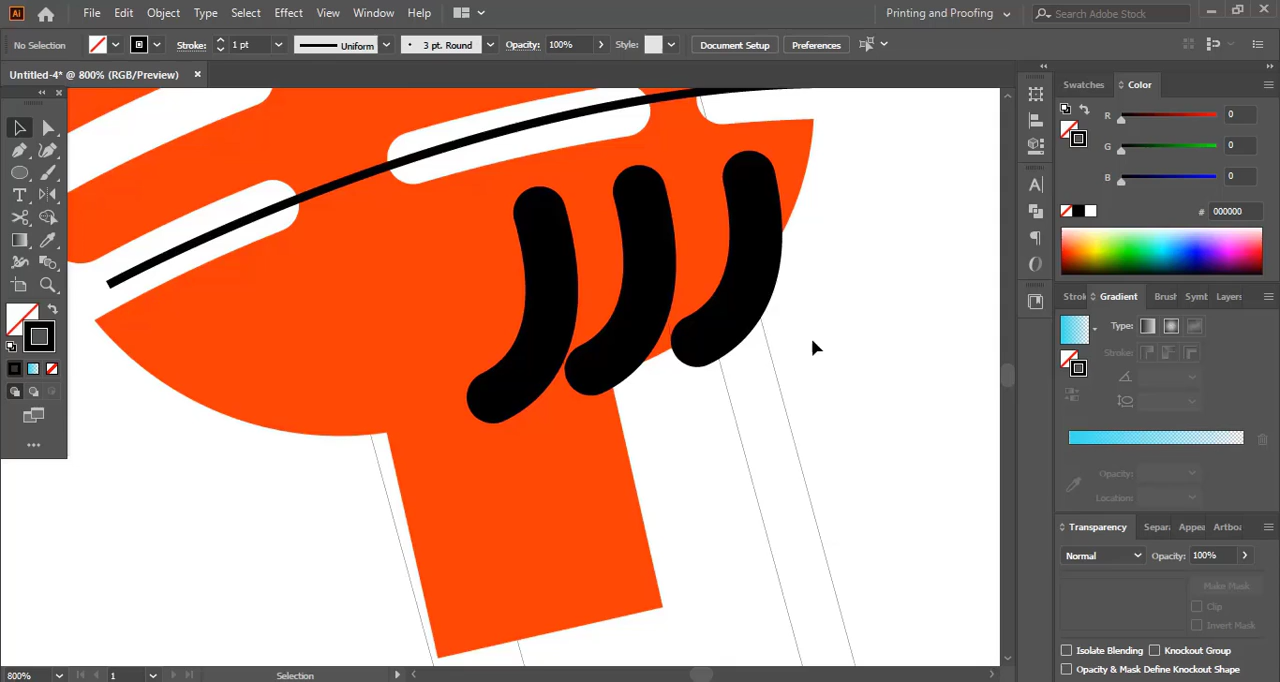 Ai File Edit Object Type Select Effect View Window Help Printing and Proofing Search Adobe Stock
No Selection Stroke: 1 pt Uniform 3 pt. Round Opacity: 100% Style: Document Setup Preferences
Untitled-4* @ 800% (RGB/Preview) ×
Swatches Color
R 0
G 0
B 0
# 000000
Strok Gradient Brush Symb Layers
Type:
Stroke:
Opacity:
Location:
Transparency Separ Appea Artboa
Normal Opacity: 100%
Make Mask
Clip
Invert Mask
Isolate Blending Knockout Group
Opacity & Mask Define Knockout Shape
800% 1 Selection